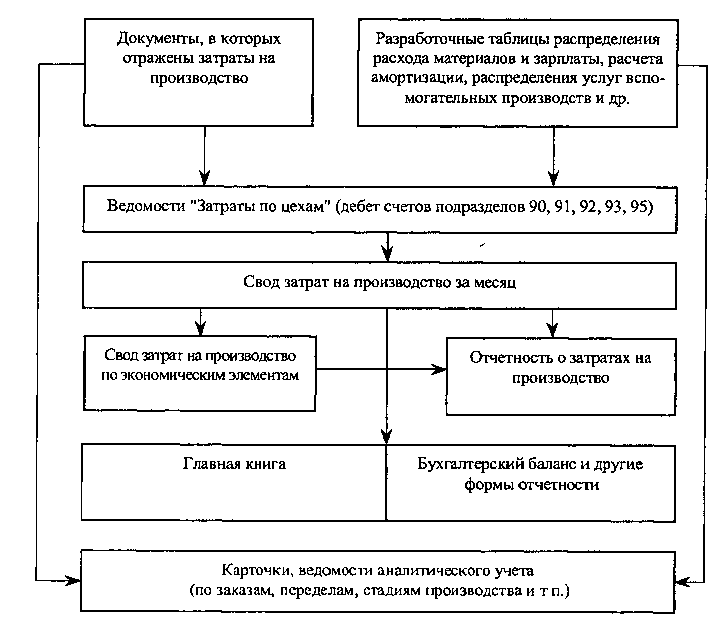 Документы, в которых
отражены затраты на
производство
Разработочные таблицы распределения
расхода материалов и зарплаты, расчета
амортизации, распределения услуг вспо-
могательных производств и др.
Ведомости "Затраты по цехам" (дебет счетов подразделов 90, 91, 92, 93, 95)
Свод затрат на производство за месяц
Свод затрат на производство
по экономическим элементам
Отчетность о затратах на
производство
Главная книга
Бухгалтерский баланс и другие
формы отчетности
Карточки, ведомости аналитического учета
(по заказам, переделам, стадиям производства и т п.)